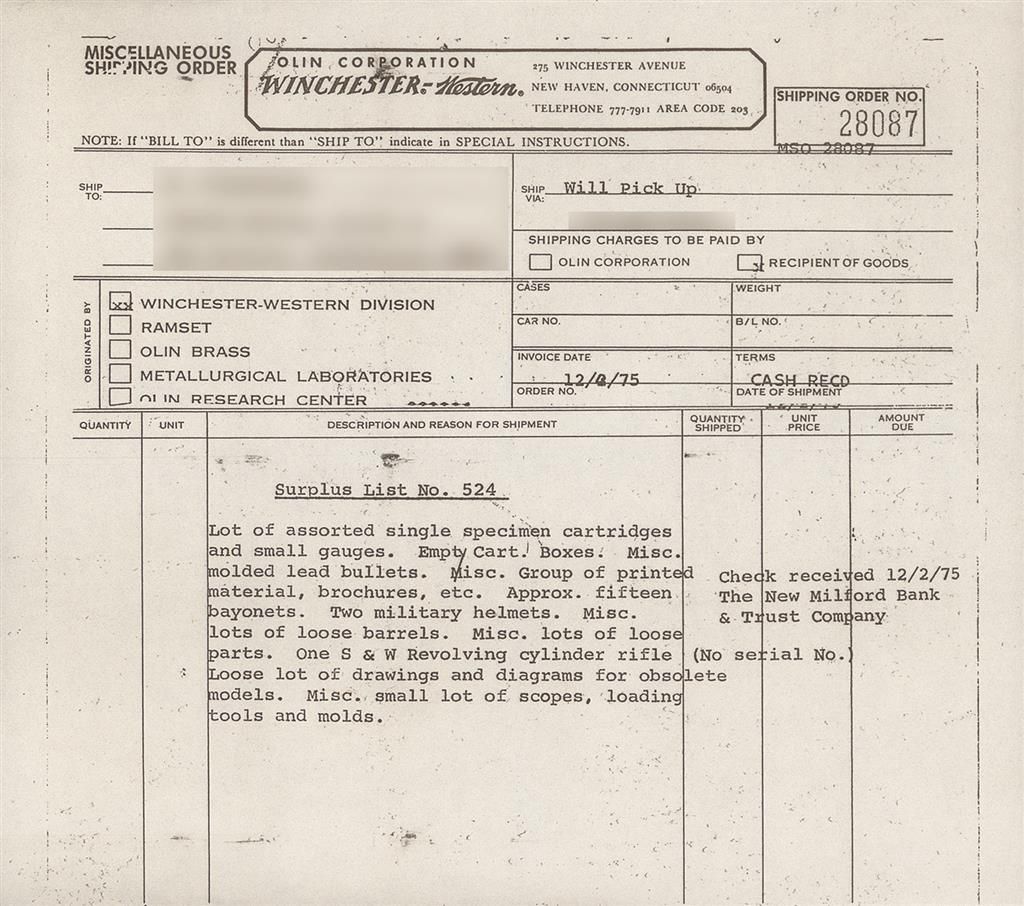 MISCELLANEOUS
SHIPPING ORDER
OLIN CORPORATION
WINCHESTER-Western.
275 WINCHESTER AVENUE
NEW HAVEN, CONNECTICUT 06504
TELEPHONE 777-7911 AREA CODE 203
SHIPPING ORDER NO.
28087
MSO 28087
NOTE: If "BILL TO" is different than "SHIP TO" indicate in SPECIAL INSTRUCTIONS.
SHIP TO:
SHIP VIA: Will Pick Up
SHIPPING CHARGES TO BE PAID BY
OLIN CORPORATION x RECIPIENT OF GOODS
ORIGINATED BY
xx WINCHESTER-WESTERN DIVISION
RAMSET
OLIN BRASS
METALLURGICAL LABORATORIES
OLIN RESEARCH CENTER
CASES WEIGHT
CAR NO. B/L NO.
INVOICE DATE TERMS
12/2/75 CASH RECD
ORDER NO. DATE OF SHIPMENT
QUANTITY UNIT DESCRIPTION AND REASON FOR SHIPMENT QUANTITY SHIPPED UNIT PRICE AMOUNT DUE
Surplus List No. 524
Lot of assorted single specimen cartridges
and small gauges. Empty Cart. Boxes. Misc.
molded lead bullets. Misc. Group of printed
material, brochures, etc. Approx. fifteen
bayonets. Two military helmets. Misc.
lots of loose barrels. Misc. lots of loose
parts. One S & W Revolving cylinder rifle (No serial No.)
Loose lot of drawings and diagrams for obsolete
models. Misc. small lot of scopes, loading
tools and molds.
Check received 12/2/75
The New Milford Bank
& Trust Company